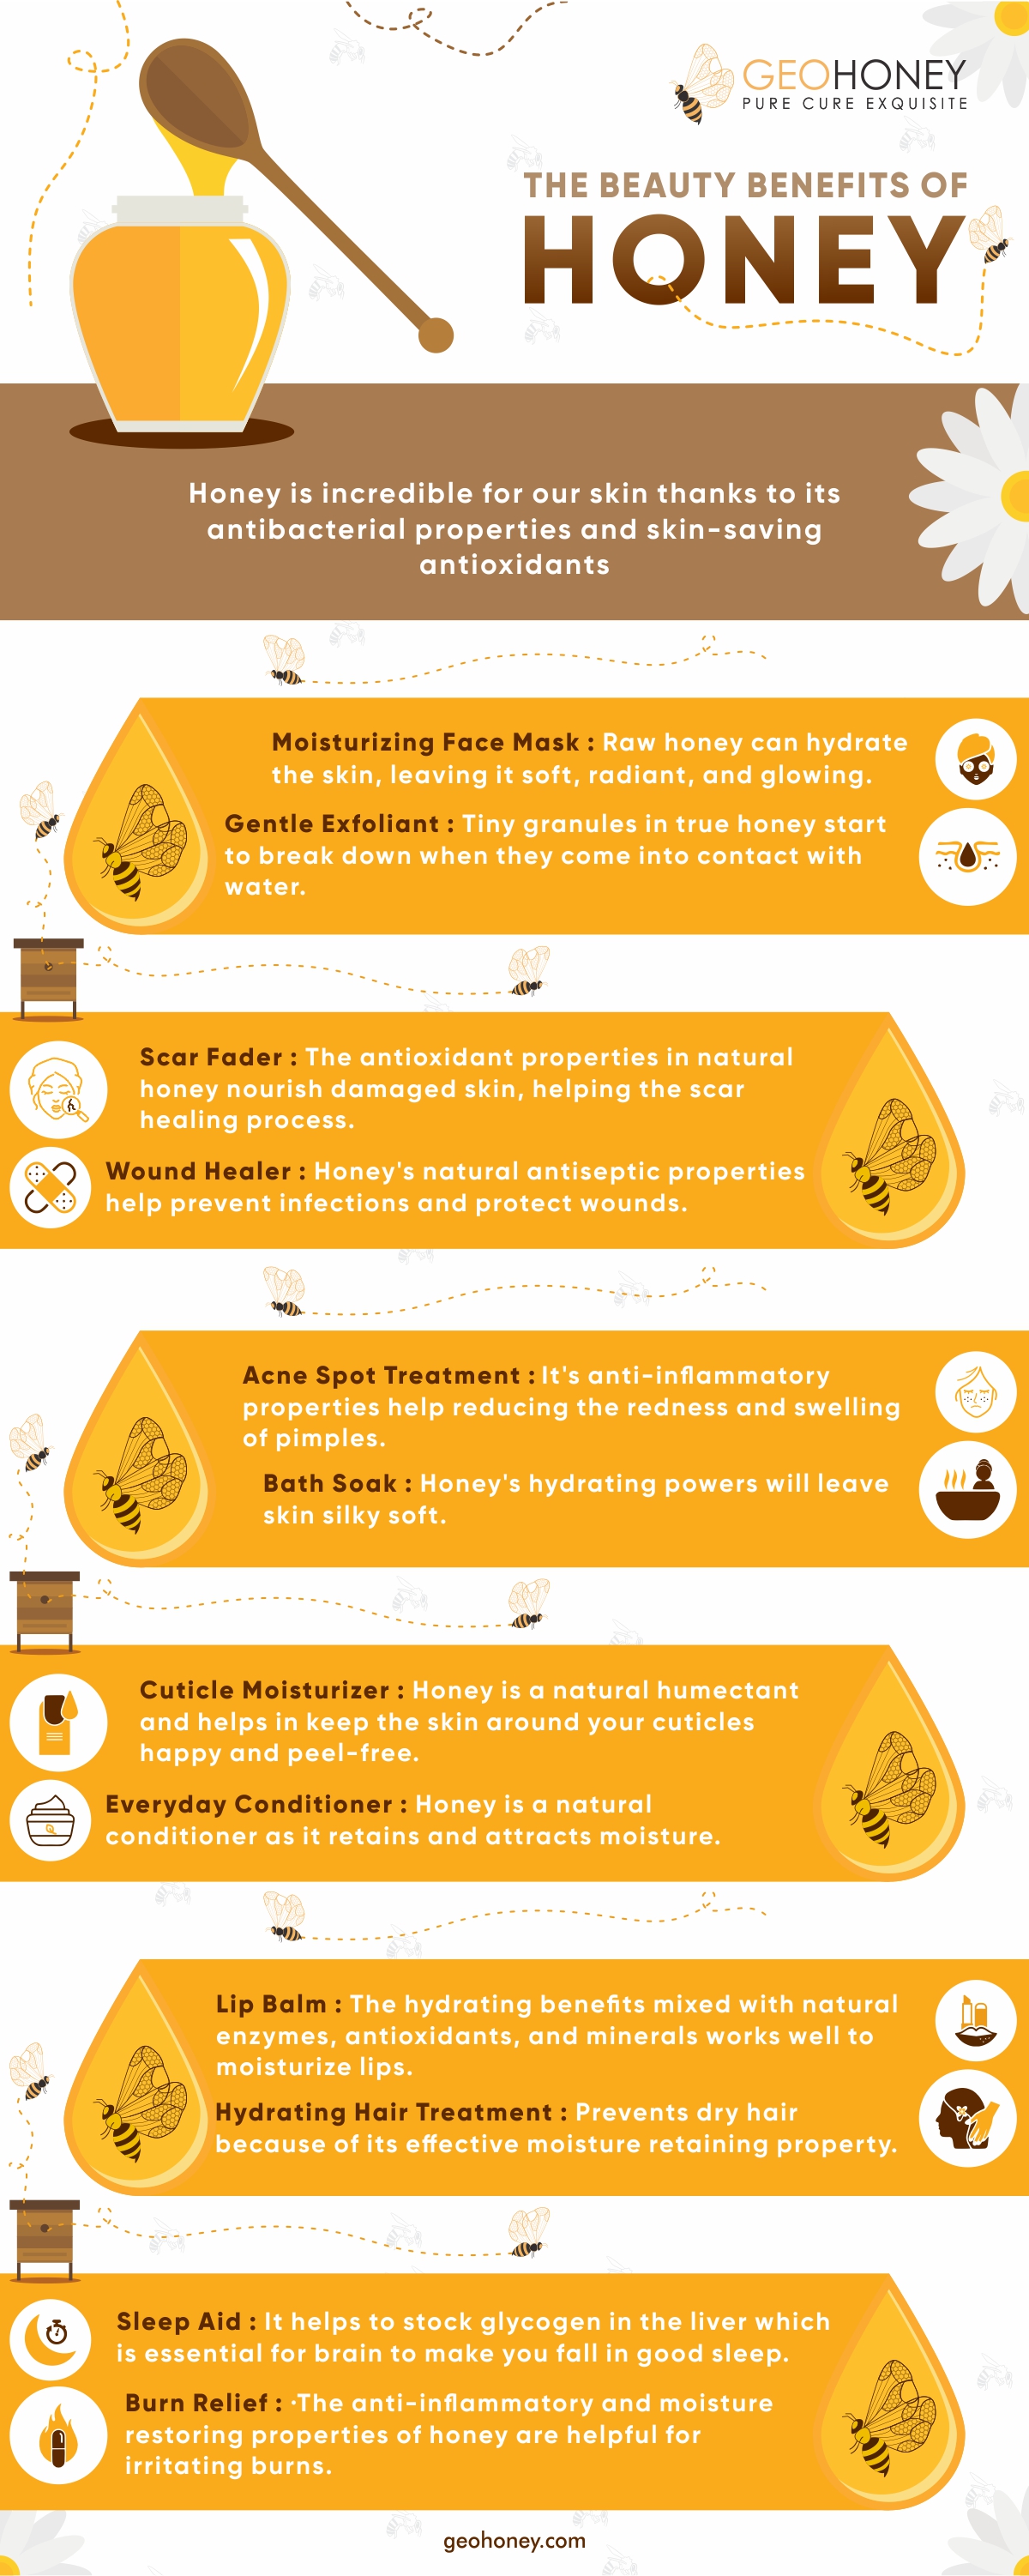 GEOHONEY
PURE CURE EXQUISITE
THE BEAUTY BENEFITS OF
HONEY
Honey is incredible for our skin thanks to its
antibacterial properties and skin-saving
antioxidants
Moisturizing Face Mask : Raw honey can hydrate
the skin, leaving it soft, radiant, and glowing.
Gentle Exfoliant : Tiny granules in true honey start
to break down when they come into contact with
water.
Scar Fader : The antioxidant properties in natural
honey nourish damaged skin, helping the scar
healing process.
Wound Healer : Honey's natural antiseptic properties
help prevent infections and protect wounds.
Acne Spot Treatment : It's anti-inflammatory
properties help reducing the redness and swelling
of pimples.
Bath Soak : Honey's hydrating powers will leave
skin silky soft.
Cuticle Moisturizer : Honey is a natural humectant
and helps in keep the skin around your cuticles
happy and peel-free.
Everyday Conditioner : Honey is a natural
conditioner as it retains and attracts moisture.
Lip Balm : The hydrating benefits mixed with natural
enzymes, antioxidants, and minerals works well to
moisturize lips.
Hydrating Hair Treatment : Prevents dry hair
because of its effective moisture retaining property.
Sleep Aid : It helps to stock glycogen in the liver which
is essential for brain to make you fall in good sleep.
Burn Relief : ·The anti-inflammatory and moisture
restoring properties of honey are helpful for
irritating burns.
geohoney.com